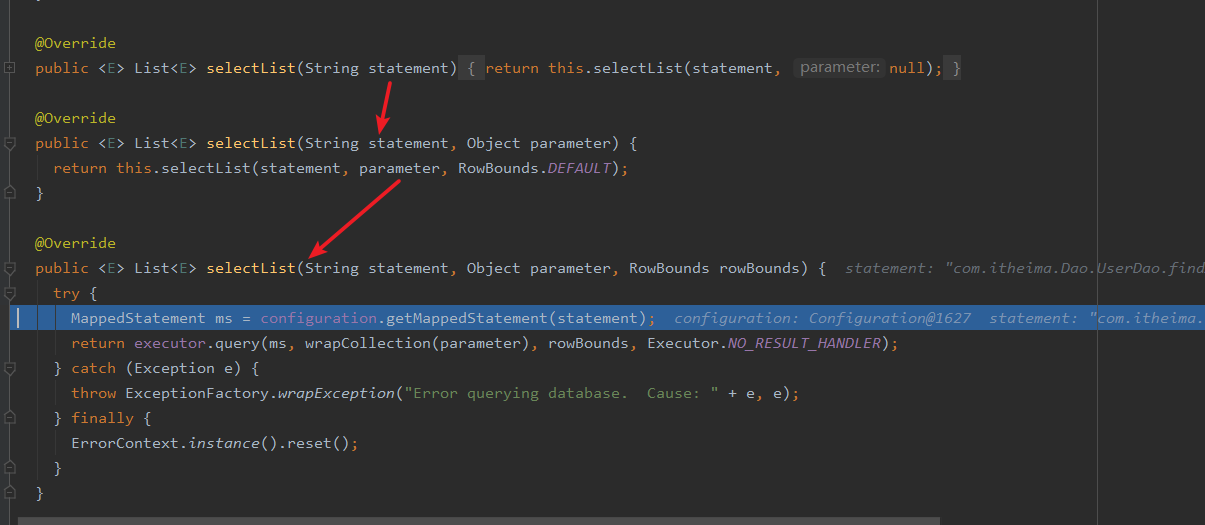 @Override
public <E> List<E> selectList(String statement) { return this.selectList(statement, parameter: null); }
@Override
public <E> List<E> selectList(String statement, Object parameter) {
return this.selectList(statement, parameter, RowBounds.DEFAULT);
}
@Override
public <E> List<E> selectList(String statement, Object parameter, RowBounds rowBounds) { statement: "com.itheima.Dao.UserDao.find
try {
MappedStatement ms = configuration.getMappedStatement(statement); configuration: Configuration@1627 statement: "com.itheima.
return executor.query(ms, wrapCollection(parameter), rowBounds, Executor.NO_RESULT_HANDLER);
} catch (Exception e) {
throw ExceptionFactory.wrapException("Error querying database.  Cause: " + e, e);
} finally {
ErrorContext.instance().reset();
}
}